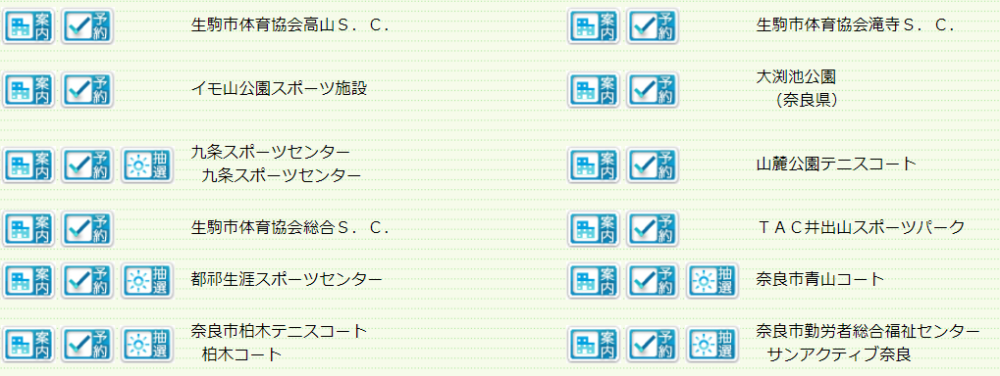 案内 予約 生駒市体育協会高山Ｓ．Ｃ． 案内 予約 生駒市体育協会滝寺Ｓ．Ｃ．
案内 予約 イモ山公園スポーツ施設 案内 予約 大渕池公園
（奈良県）
案内 予約 抽選 九条スポーツセンター
九条スポーツセンター
案内 予約 山麓公園テニスコート
案内 予約 生駒市体育協会総合Ｓ．Ｃ． 案内 予約 ＴＡＣ井出山スポーツパーク
案内 予約 抽選 都祁生涯スポーツセンター 案内 予約 抽選 奈良市青山コート
案内 予約 抽選 奈良市柏木テニスコート
柏木コート
案内 予約 抽選 奈良市勤労者総合福祉センター
サンアクティブ奈良